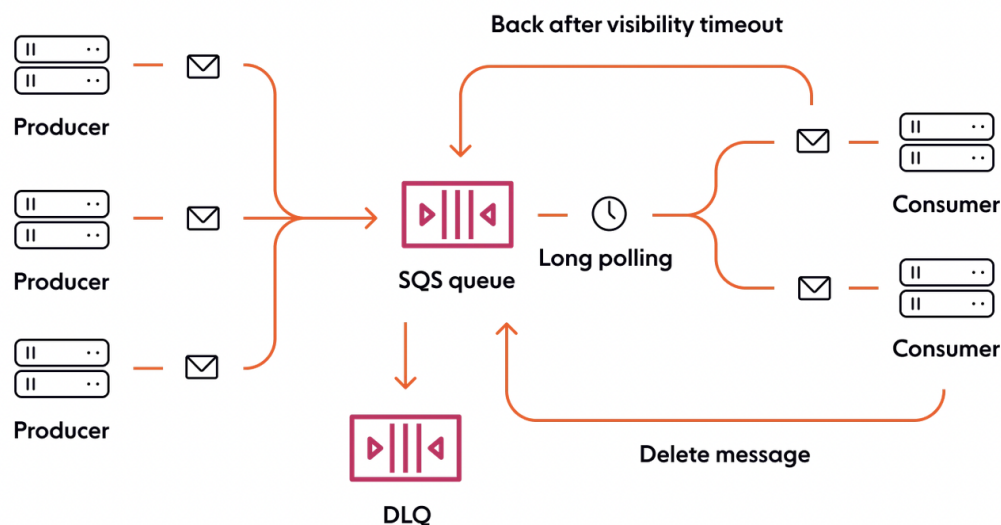 Back after visibility timeout
Producer
Consumer
Producer
Long polling
SQS queue
Consumer
Producer
Delete message
DLQ